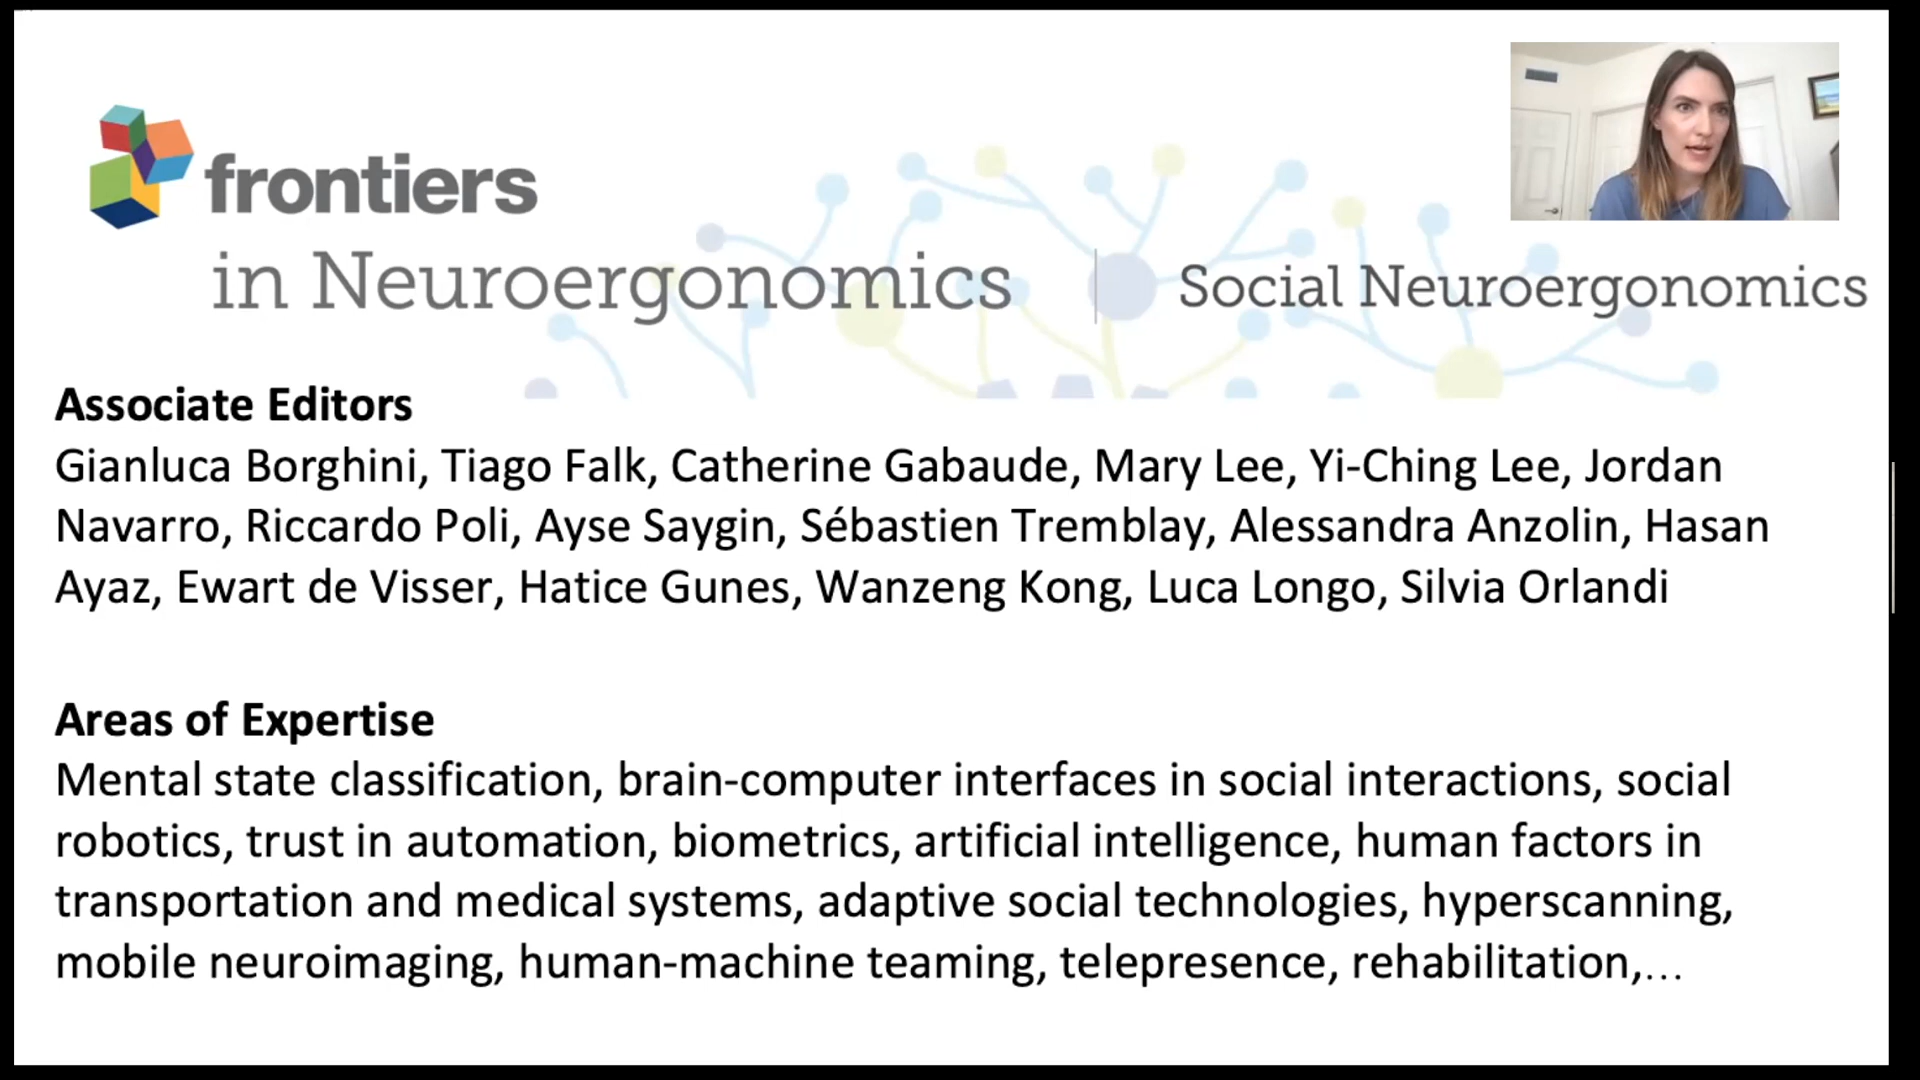 frontiers
in Neuroergonomics | Social Neuroergonomics
Associate Editors
Gianluca Borghini, Tiago Falk, Catherine Gabaude, Mary Lee, Yi-Ching Lee, Jordan
Navarro, Riccardo Poli, Ayse Saygin, Sébastien Tremblay, Alessandra Anzolin, Hasan
Ayaz, Ewart de Visser, Hatice Gunes, Wanzeng Kong, Luca Longo, Silvia Orlandi
Areas of Expertise
Mental state classification, brain-computer interfaces in social interactions, social
robotics, trust in automation, biometrics, artificial intelligence, human factors in
transportation and medical systems, adaptive social technologies, hyperscanning,
mobile neuroimaging, human-machine teaming, telepresence, rehabilitation,...